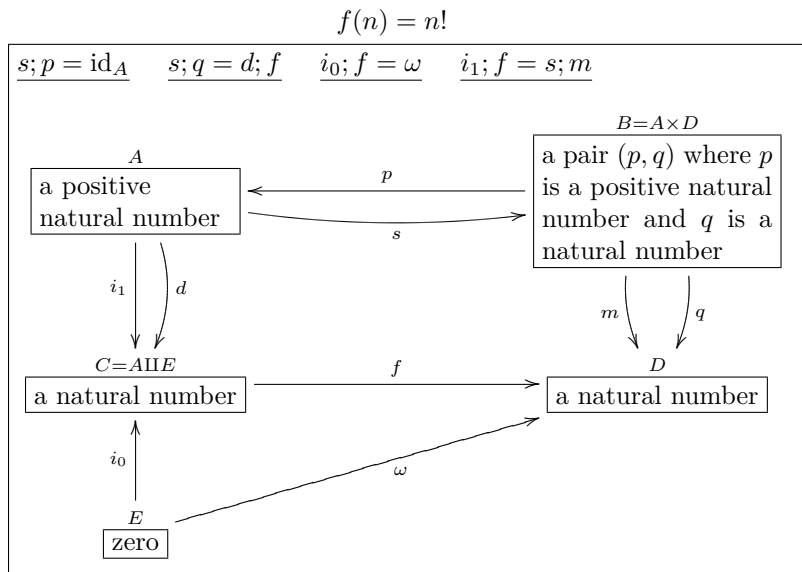 f(n) = n!
s; p = id_A s; q = d; f i_0; f = ω i_1; f = s; m
A
a positive
natural number
B=A×D
a pair (p, q) where p
is a positive natural
number and q is a
natural number
p
s
i_1
d
m
q
C=A⨿E
a natural number
f
D
a natural number
i_0
ω
E
zero